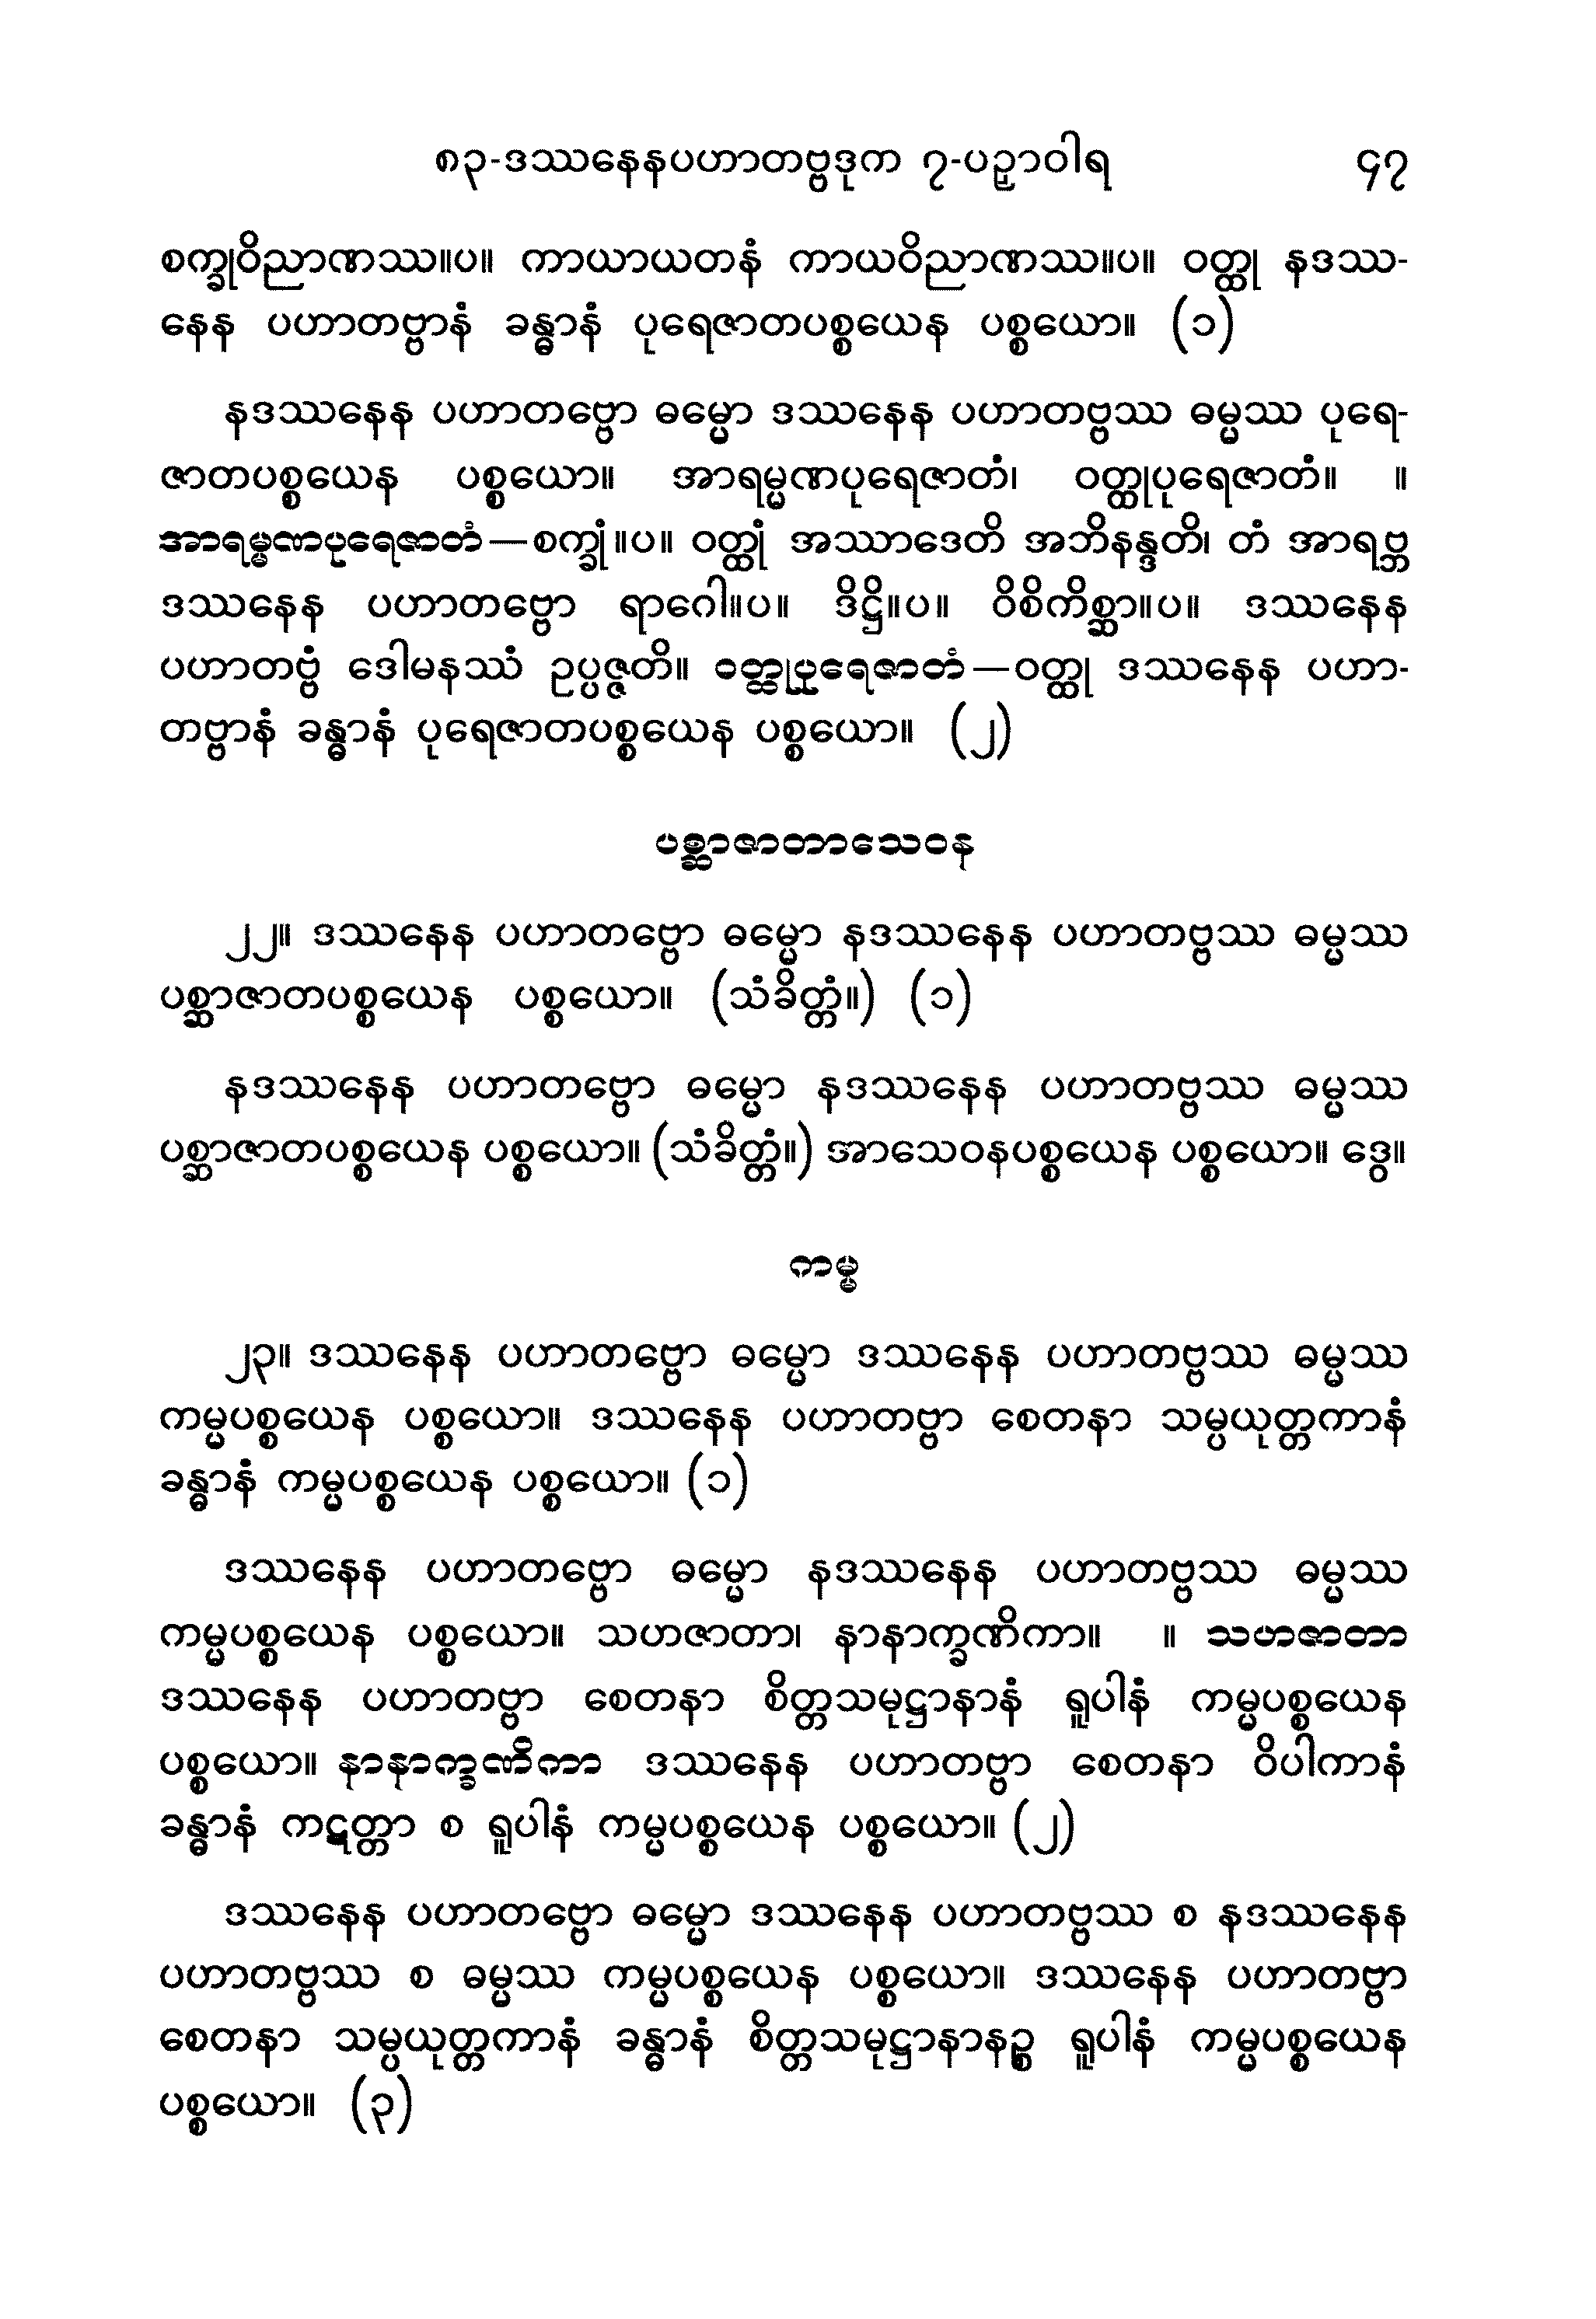 ၈၃-ဒဿနေနပဟာတဗ္ဗဒုက ၇-ပဉှာဝါရ ၄၇
စက္ခုဝိညာဏဿ။ပ။ ကာယာယတနံ ကာယဝိညာဏဿ။ပ။ ဝတ္ထု နဒဿ-
နေန ပဟာတဗ္ဗာနံ ခန္ဓာနံ ပုရေဇာတပစ္စယေန ပစ္စယော။ (၁)
နဒဿနေန ပဟာတဗ္ဗော ဓမ္မော ဒဿနေန ပဟာတဗ္ဗဿ ဓမ္မဿ ပုရေ-
ဇာတပစ္စယေန ပစ္စယော။ အာရမ္မဏပုရေဇာတံ၊ ဝတ္ထုပုရေဇာတံ။ ။
အာရမ္မဏပုရေဇာတံ—စက္ခုံ။ပ။ ဝတ္ထုံ အဿာဒေတိ အဘိနန္ဒတိ၊ တံ အာရဗ္ဘ
ဒဿနေန ပဟာတဗ္ဗော ရာဂေါ။ပ။ ဒိဋ္ဌိ။ပ။ ဝိစိကိစ္ဆာ။ပ။ ဒဿနေန
ပဟာတဗ္ဗံ ဒေါမနဿံ ဥပ္ပဇ္ဇတိ။ ဝတ္ထုပုရေဇာတံ—ဝတ္ထု ဒဿနေန ပဟာ-
တဗ္ဗာနံ ခန္ဓာနံ ပုရေဇာတပစ္စယေန ပစ္စယော။ (၂)
ပစ္ဆာဇာတာသေဝန
၂၂။ ဒဿနေန ပဟာတဗ္ဗော ဓမ္မော နဒဿနေန ပဟာတဗ္ဗဿ ဓမ္မဿ
ပစ္ဆာဇာတပစ္စယေန ပစ္စယော။ (သံခိတ္တံ။) (၁)
နဒဿနေန ပဟာတဗ္ဗော ဓမ္မော နဒဿနေန ပဟာတဗ္ဗဿ ဓမ္မဿ
ပစ္ဆာဇာတပစ္စယေန ပစ္စယော။ (သံခိတ္တံ။) အာသေဝနပစ္စယေန ပစ္စယော။ ဒွေ။
ကမ္မ
၂၃။ ဒဿနေန ပဟာတဗ္ဗော ဓမ္မော ဒဿနေန ပဟာတဗ္ဗဿ ဓမ္မဿ
ကမ္မပစ္စယေန ပစ္စယော။ ဒဿနေန ပဟာတဗ္ဗာ စေတနာ သမ္ပယုတ္တကာနံ
ခန္ဓာနံ ကမ္မပစ္စယေန ပစ္စယော။ (၁)
ဒဿနေန ပဟာတဗ္ဗော ဓမ္မော နဒဿနေန ပဟာတဗ္ဗဿ ဓမ္မဿ
ကမ္မပစ္စယေန ပစ္စယော။ သဟဇာတာ၊ နာနာက္ခဏိကာ။ ။ သဟဇာတာ
ဒဿနေန ပဟာတဗ္ဗာ စေတနာ စိတ္တသမုဋ္ဌာနာနံ ရူပါနံ ကမ္မပစ္စယေန
ပစ္စယော။ နာနာက္ခဏိကာ ဒဿနေန ပဟာတဗ္ဗာ စေတနာ ဝိပါကာနံ
ခန္ဓာနံ ကဋတ္တာ စ ရူပါနံ ကမ္မပစ္စယေန ပစ္စယော။ (၂)
ဒဿနေန ပဟာတဗ္ဗော ဓမ္မော ဒဿနေန ပဟာတဗ္ဗဿ စ နဒဿနေန
ပဟာတဗ္ဗဿ စ ဓမ္မဿ ကမ္မပစ္စယေန ပစ္စယော။ ဒဿနေန ပဟာတဗ္ဗာ
စေတနာ သမ္ပယုတ္တကာနံ ခန္ဓာနံ စိတ္တသမုဋ္ဌာနာနဉ္စ ရူပါနံ ကမ္မပစ္စယေန
ပစ္စယော။ (၃)